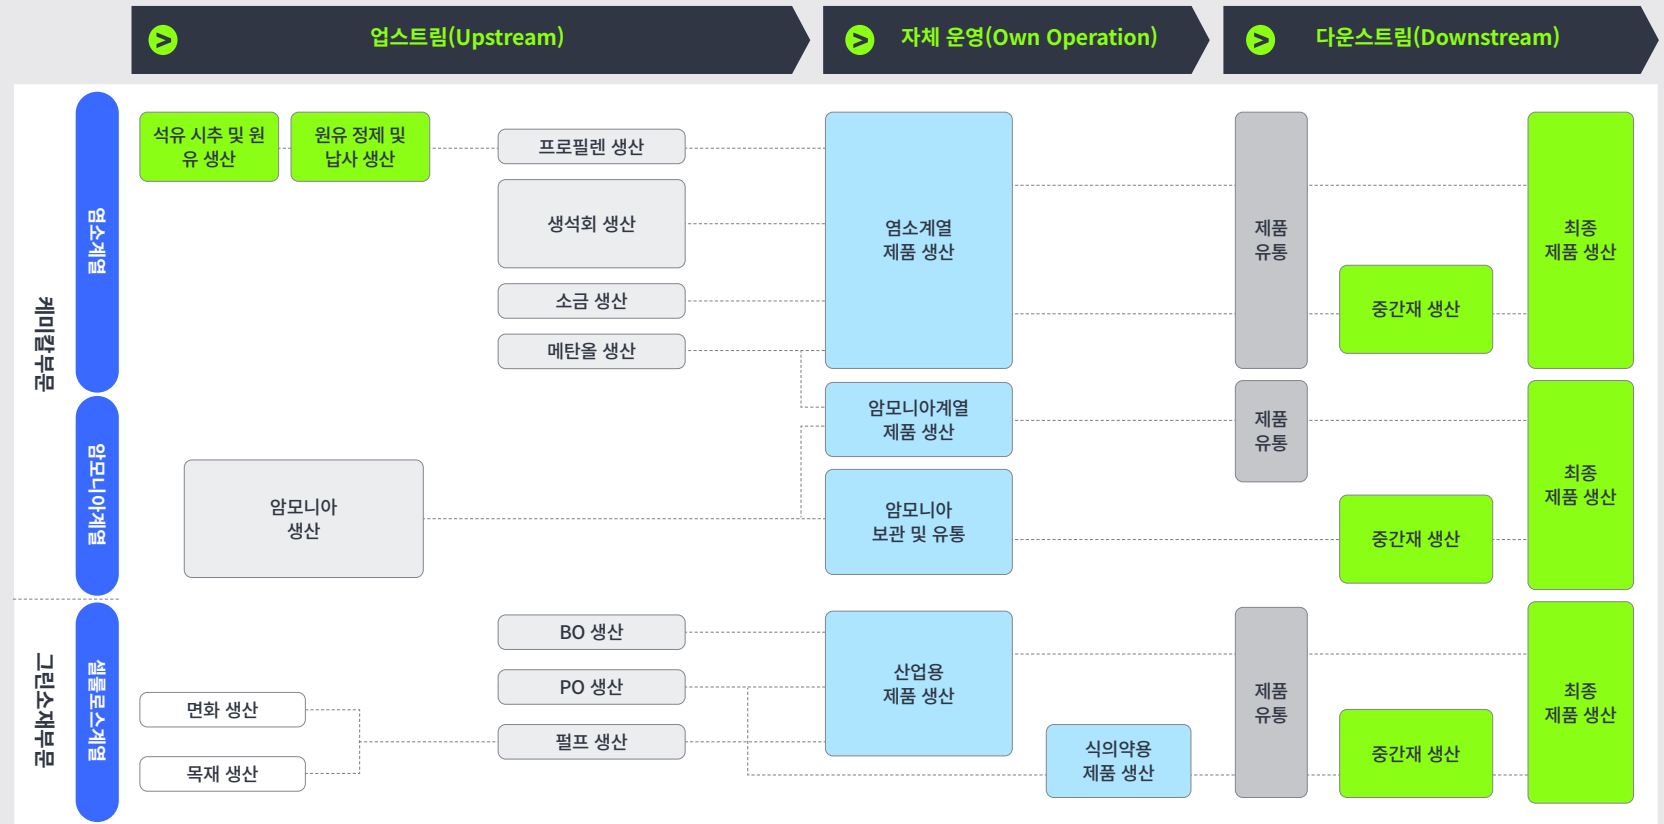 업스트림(Upstream)
자체 운영(Own Operation)
다운스트림(Downstream)
케미칼부문
염소계열
석유 시추 및 원
유 생산
원유 정제 및
납사 생산
프로필렌 생산
생석회 생산
소금 생산
메탄올 생산
염소계열
제품 생산
제품
유통
중간재 생산
최종
제품 생산
암모니아계열
암모니아
생산
암모니아계열
제품 생산
암모니아
보관 및 유통
제품
유통
중간재 생산
최종
제품 생산
그린소재부문
셀룰로스계열
면화 생산
목재 생산
BO 생산
PO 생산
펄프 생산
산업용
제품 생산
식의약용
제품 생산
제품
유통
중간재 생산
최종
제품 생산